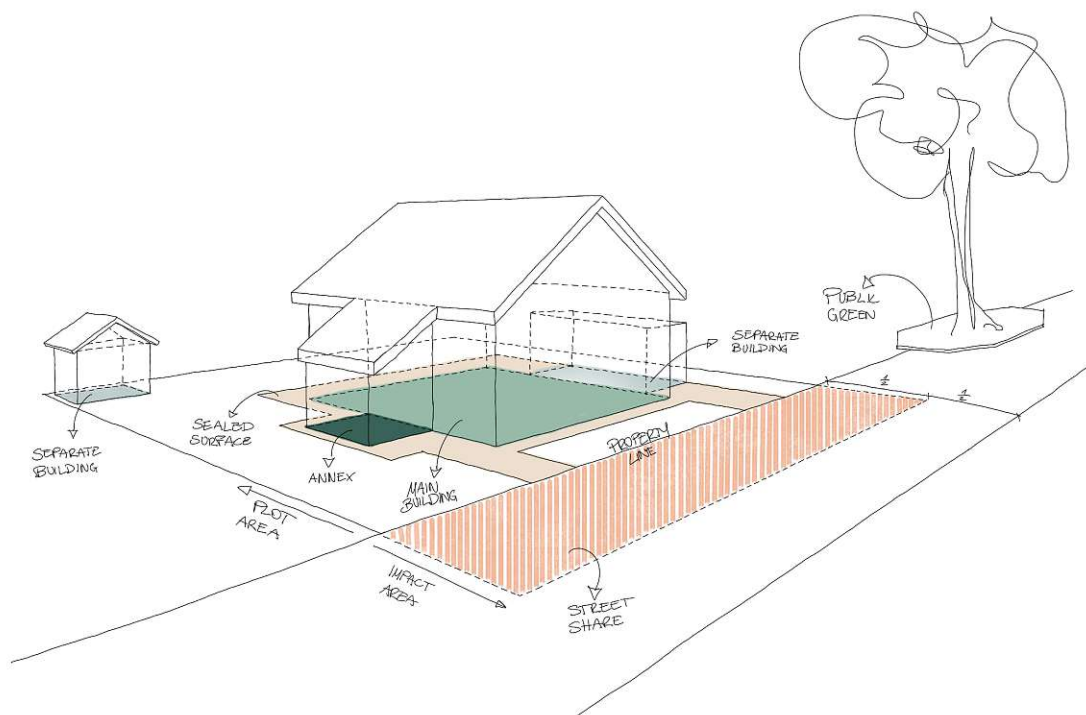 PUBLIC
GREEN
SEPARATE
BUILDING
SEPARATE
BUILDING
SEALED
SURFACE
ANNEX
MAIN
BUILDING
PROPERTY
LINE
PLOT
AREA
IMPACT
AREA
STREET
SHARE